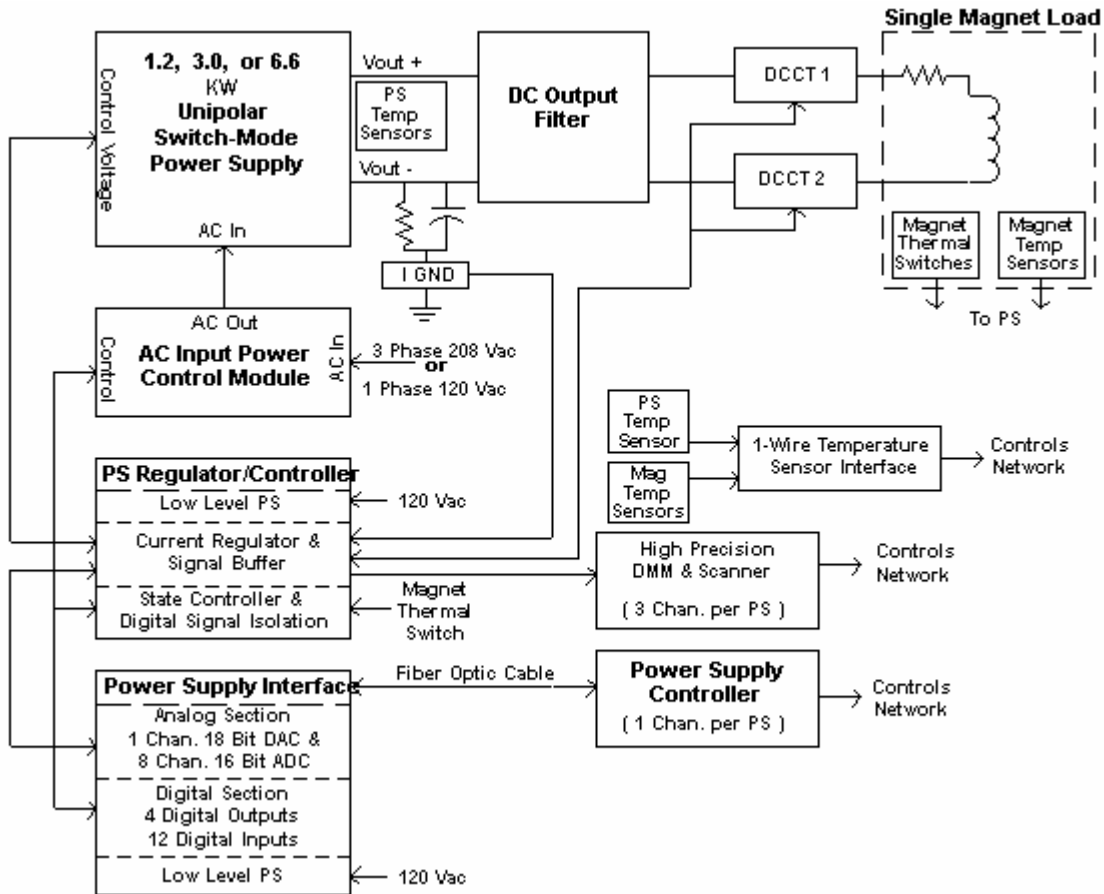 Single Magnet Load
1.2, 3.0, or 6.6
KW
Unipolar
Switch-Mode
Power Supply
Control Voltage
AC In
Vout +
PS
Temp
Sensors
Vout -
DC Output
Filter
DCCT 1
DCCT 2
Magnet
Thermal
Switches
Magnet
Temp
Sensors
To PS
I GND
AC Out
AC Input Power
Control Module
Control
AC In
3 Phase 208 Vac
or
1 Phase 120 Vac
PS
Temp
Sensor
Mag
Temp
Sensors
1-Wire Temperature
Sensor Interface
Controls
Network
PS Regulator/Controller
Low Level PS
120 Vac
Current Regulator &
Signal Buffer
State Controller &
Digital Signal Isolation
Magnet
Thermal
Switch
High Precision
DMM & Scanner
( 3 Chan. per PS )
Controls
Network
Power Supply Interface
Analog Section
1 Chan. 18 Bit DAC &
8 Chan. 16 Bit ADC
Digital Section
4 Digital Outputs
12 Digital Inputs
Low Level PS
120 Vac
Fiber Optic Cable
Power Supply
Controller
( 1 Chan. per PS )
Controls
Network